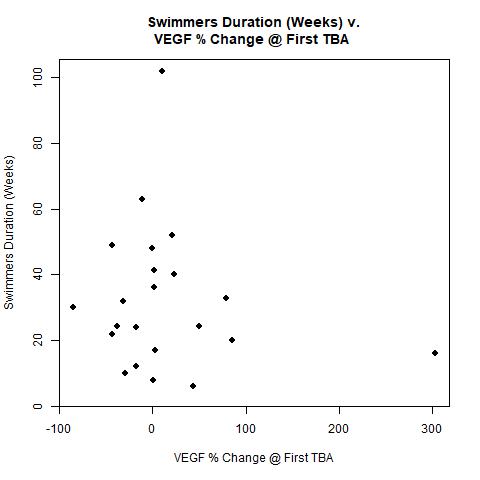 Swimmers Duration (Weeks) v.
VEGF % Change @ First TBA
Swimmers Duration (Weeks)
100
80
60
40
20
0
-100 0 100 200 300
VEGF % Change @ First TBA